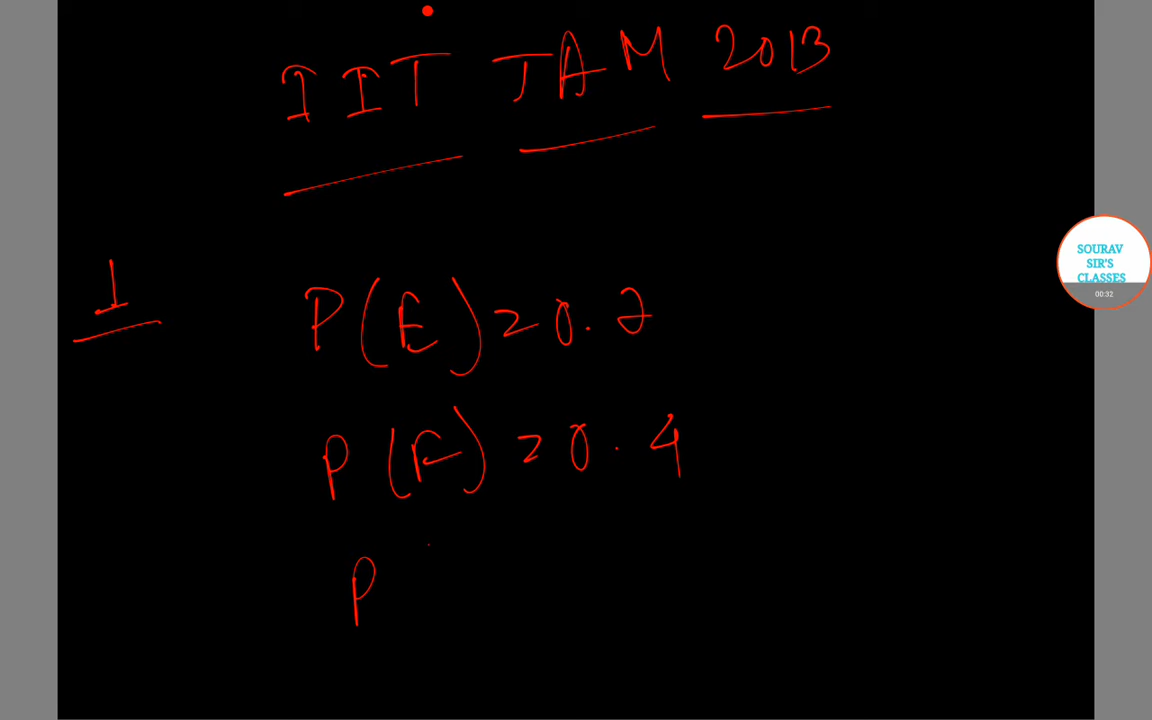 IIT JAM 2013
1
P(E) = 0.7
P(F) = 0.4
P
SOURAV
SIR'S
CLASSES
00:32